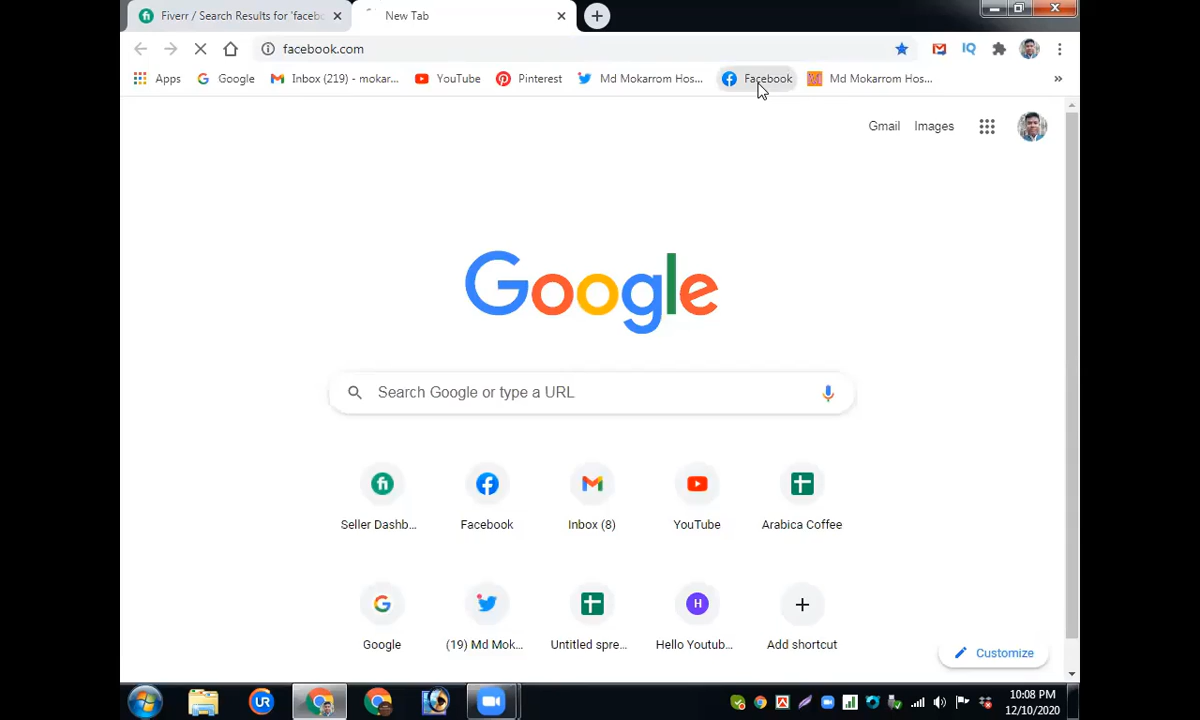 Fiverr / Search Results for 'facebo
New Tab
facebook.com
Apps
Google
Inbox (219) - mokar...
YouTube
Pinterest
Md Mokarrom Hos...
Facebook
Md Mokarrom Hos...
Gmail
Images
Google
Search Google or type a URL
Seller Dashb...
Facebook
Inbox (8)
YouTube
Arabica Coffee
Google
(19) Md Mok...
Untitled spre...
Hello Youtub...
Add shortcut
Customize
10:08 PM
12/10/2020